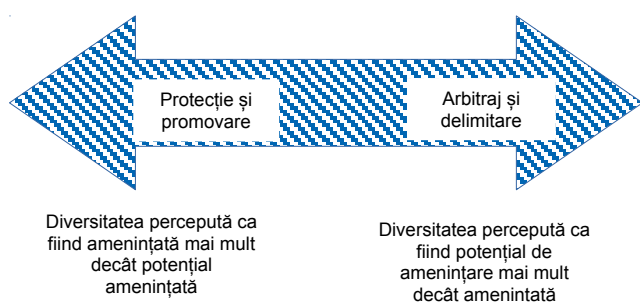 Protecție și
promovare
Arbitraj și
delimitare
Diversitatea percepută ca
fiind amenințată mai mult
decât potențial
amenințată
Diversitatea percepută ca
fiind potențial de
amenințare mai mult
decât amenințată